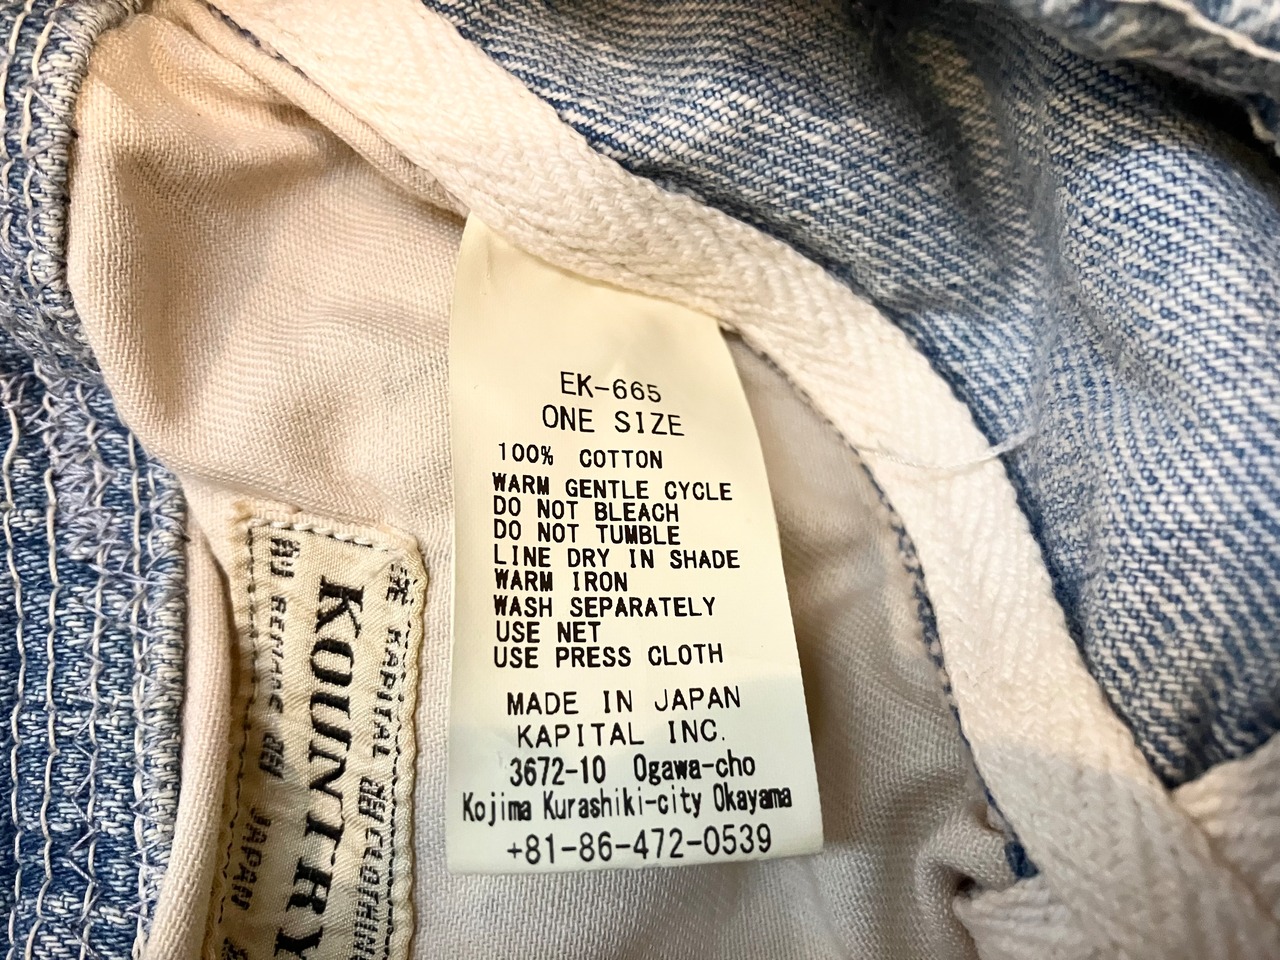 EK-665
ONE SIZE
100% COTTON
WARM GENTLE CYCLE
DO NOT BLEACH
DO NOT TUMBLE
LINE DRY IN SHADE
WARM IRON
WASH SEPARATELY
USE NET
USE PRESS CLOTH
MADE IN JAPAN
KAPITAL INC.
3672-10 Ogawa-cho
Kojima Kurashiki-city Okayama
+81-86-472-0539
KAPITAL
KOUNTRY
JAPAN